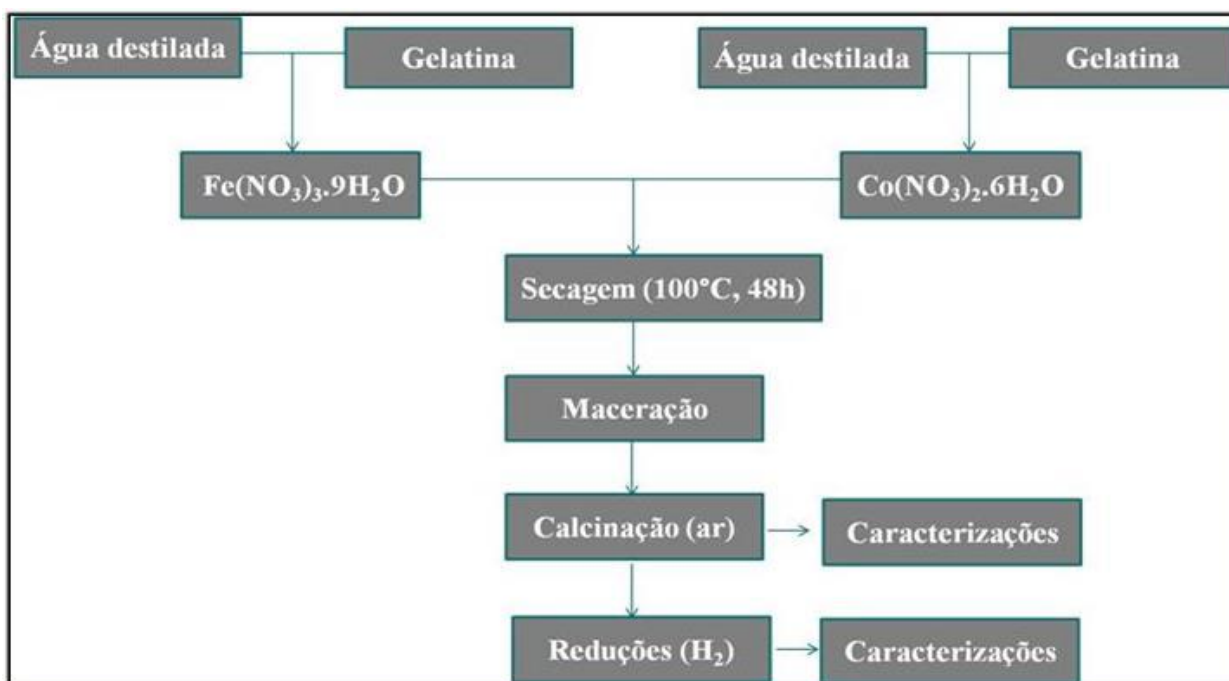 Água destilada
Gelatina
Água destilada
Gelatina
Fe(NO₃)₃.9H₂O
Co(NO₃)₂.6H₂O
Secagem (100°C, 48h)
Maceração
Calcinação (ar)
Caracterizações
Reduções (H₂)
Caracterizações